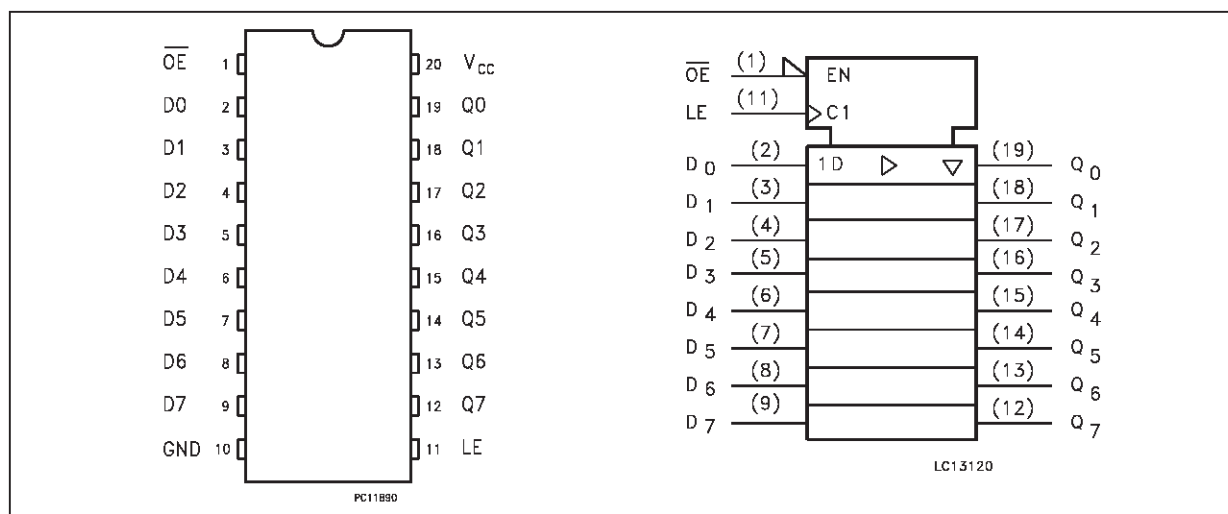 OE 1 20 VCC
D0 2 19 Q0
D1 3 18 Q1
D2 4 17 Q2
D3 5 16 Q3
D4 6 15 Q4
D5 7 14 Q5
D6 8 13 Q6
D7 9 12 Q7
GND 10 11 LE
PC11890
OE (1) EN
LE (11) C1
D0 (2) 1D (19) Q0
D1 (3) (18) Q1
D2 (4) (17) Q2
D3 (5) (16) Q3
D4 (6) (15) Q4
D5 (7) (14) Q5
D6 (8) (13) Q6
D7 (9) (12) Q7
LC13120